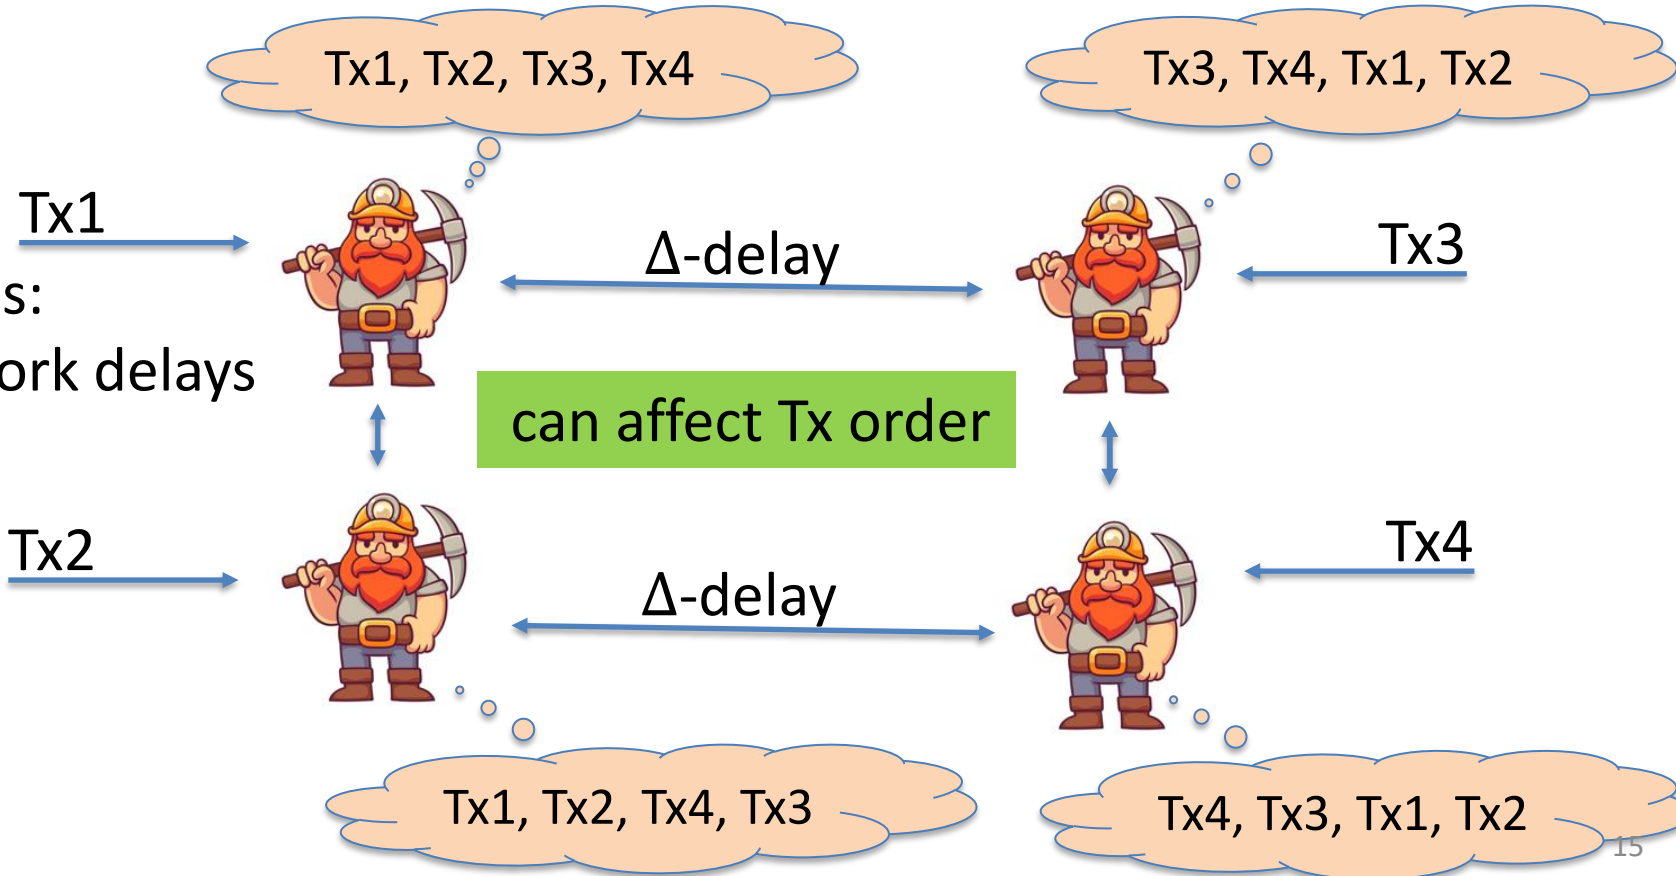 Tx1, Tx2, Tx3, Tx4
Tx3, Tx4, Tx1, Tx2
Tx1
Δ-delay
Tx3
s:
ork delays
can affect Tx order
Tx2
Δ-delay
Tx4
Tx1, Tx2, Tx4, Tx3
Tx4, Tx3, Tx1, Tx2
15